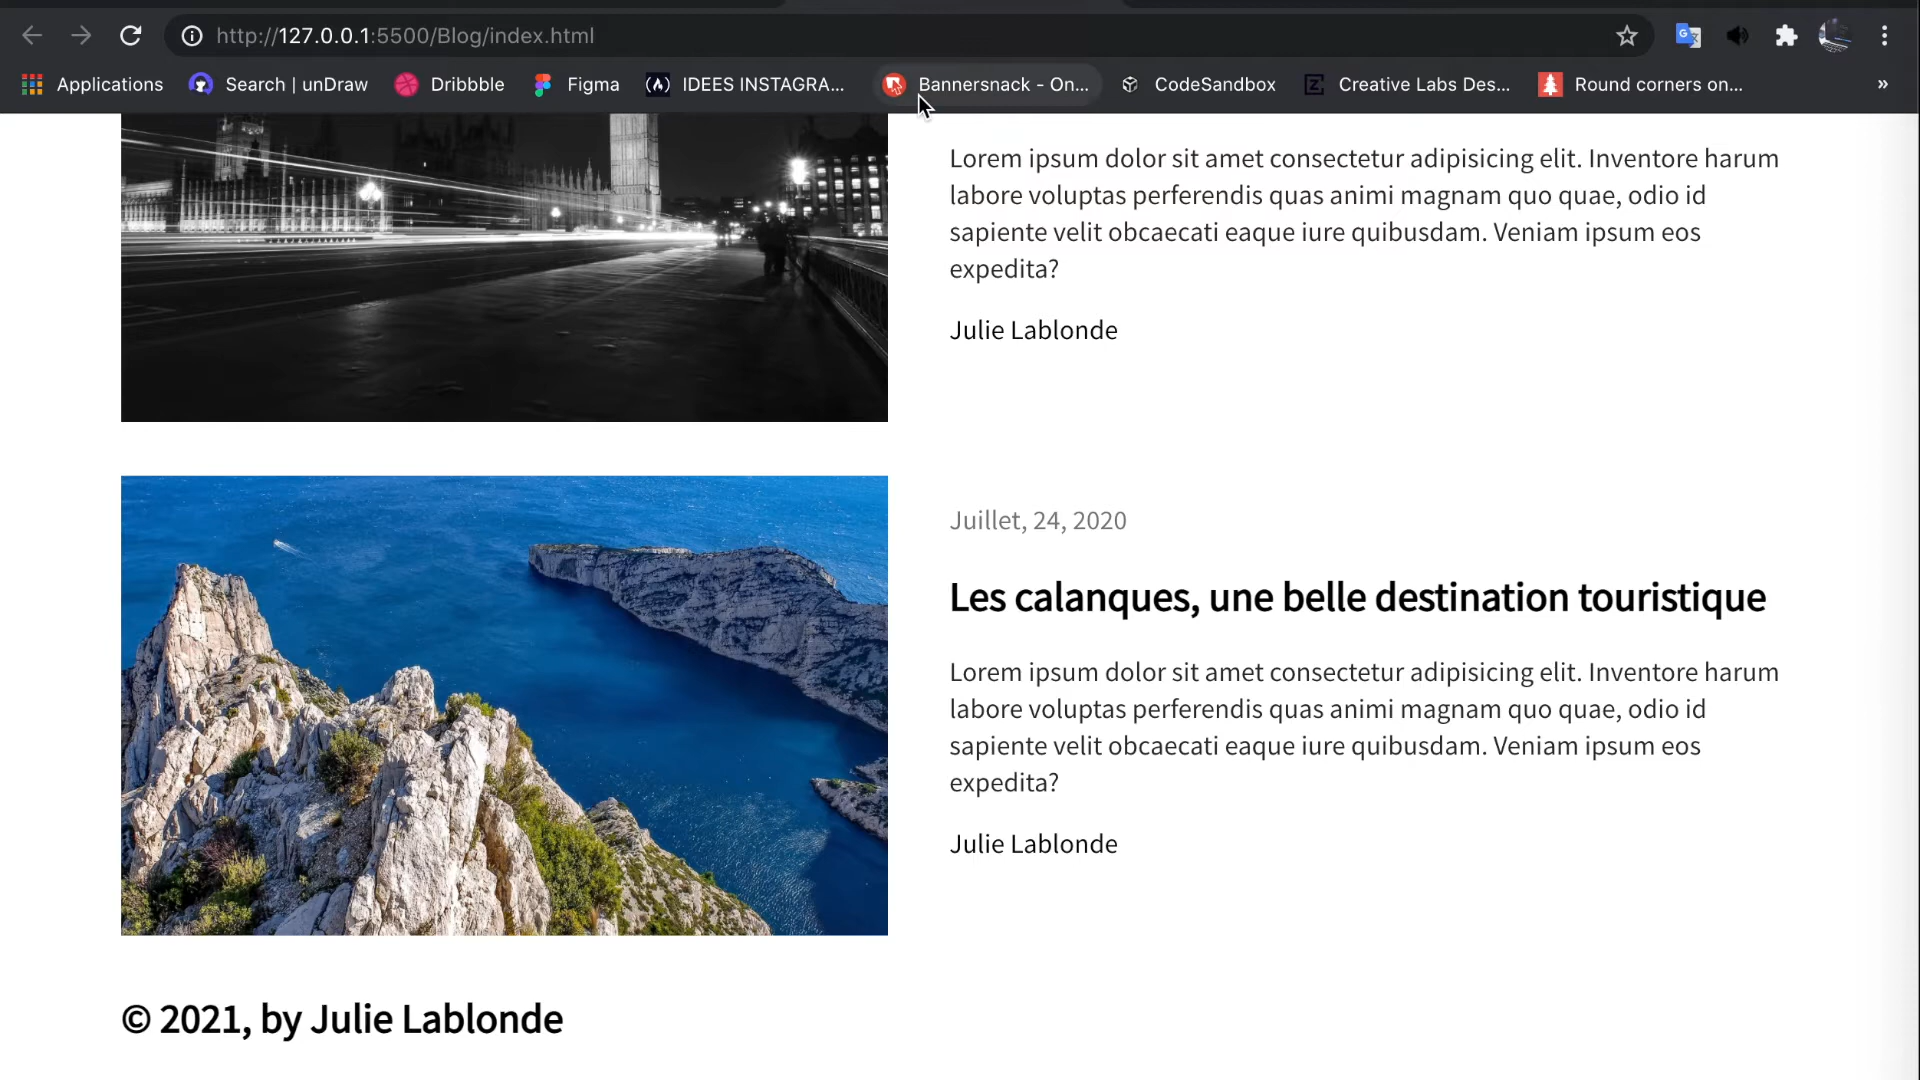 http://127.0.0.1:5500/Blog/index.html
Applications Search | unDraw Dribbble Figma IDEES INSTAGRA... Bannersnack - On... CodeSandbox Creative Labs Des... Round corners on... »
Lorem ipsum dolor sit amet consectetur adipisicing elit. Inventore harum
labore voluptas perferendis quas animi magnam quo quae, odio id
sapiente velit obcaecati eaque iure quibusdam. Veniam ipsum eos
expedita?
Julie Lablonde
Juillet, 24, 2020
Les calanques, une belle destination touristique
Lorem ipsum dolor sit amet consectetur adipisicing elit. Inventore harum
labore voluptas perferendis quas animi magnam quo quae, odio id
sapiente velit obcaecati eaque iure quibusdam. Veniam ipsum eos
expedita?
Julie Lablonde
© 2021, by Julie Lablonde